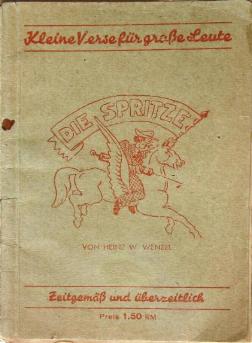 Kleine Verse für große Leute
DIE SPRITZE
VON HEINZ W. WENZEL
Zeitgemäß und überzeitlich
Preis 1.50 RM